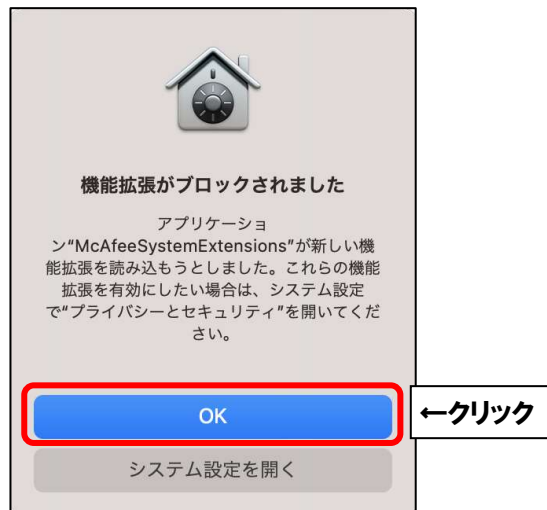 機能拡張がブロックされました
アプリケーショ
ン"McAfeeSystemExtensions"が新しい機
能拡張を読み込もうとしました。これらの機能
拡張を有効にしたい場合は、システム設定
で"プライバシーとセキュリティ"を開いてくだ
さい。
OK
←クリック
システム設定を開く